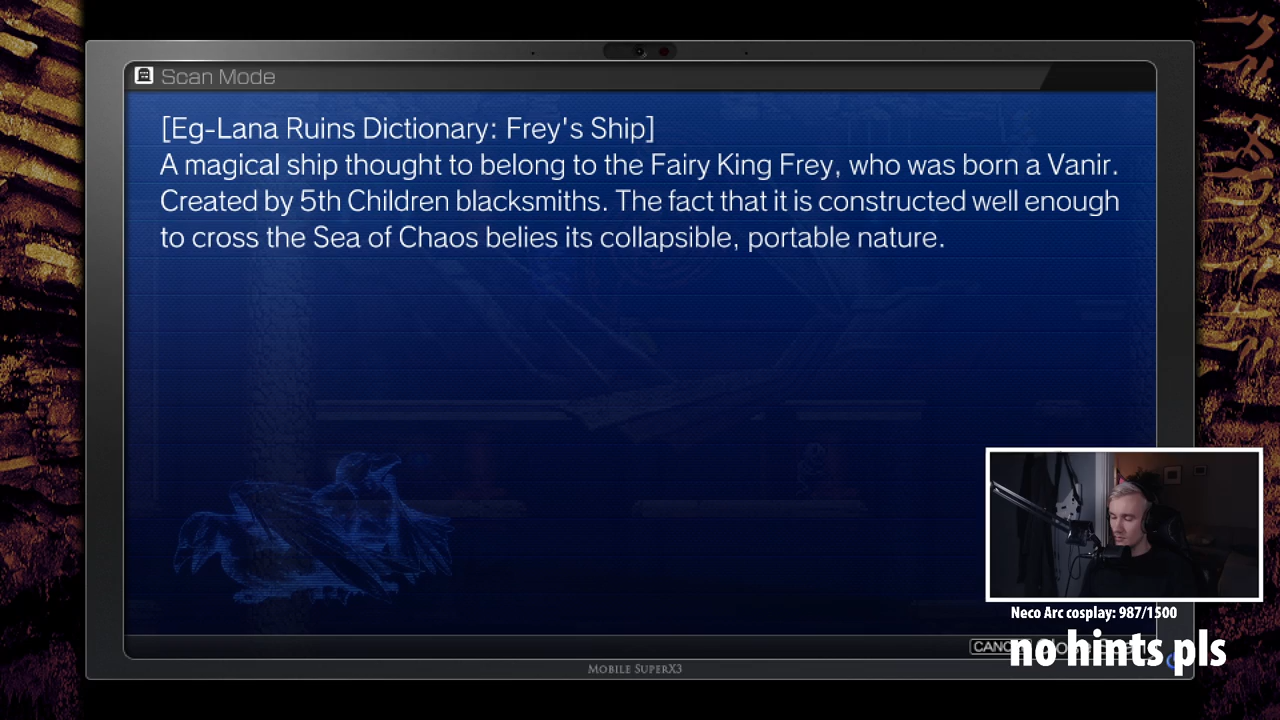 Scan Mode
[Eg-Lana Ruins Dictionary: Frey's Ship]
A magical ship thought to belong to the Fairy King Frey, who was born a Vanir.
Created by 5th Children blacksmiths. The fact that it is constructed well enough
to cross the Sea of Chaos belies its collapsible, portable nature.
Neco Arc cosplay: 987/1500
no hints pls
MOBILE SUPERX3